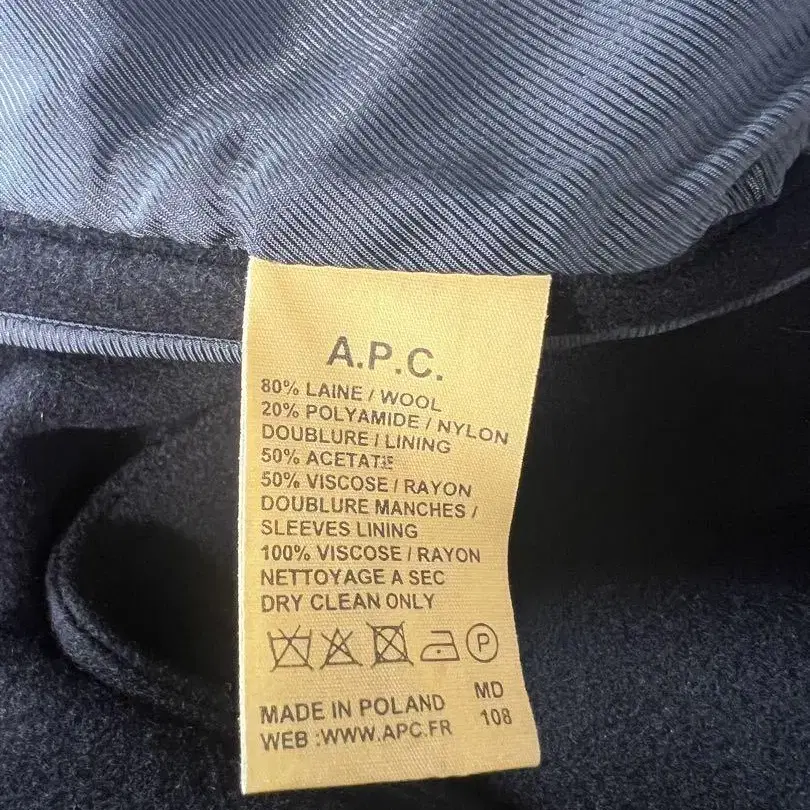 A.P.C.
80% LAINE / WOOL
20% POLYAMIDE / NYLON
DOUBLURE / LINING
50% ACETATE
50% VISCOSE / RAYON
DOUBLURE MANCHES /
SLEEVES LINING
100% VISCOSE / RAYON
NETTOYAGE A SEC
DRY CLEAN ONLY
P
MADE IN POLAND MD
WEB :WWW.APC.FR 108